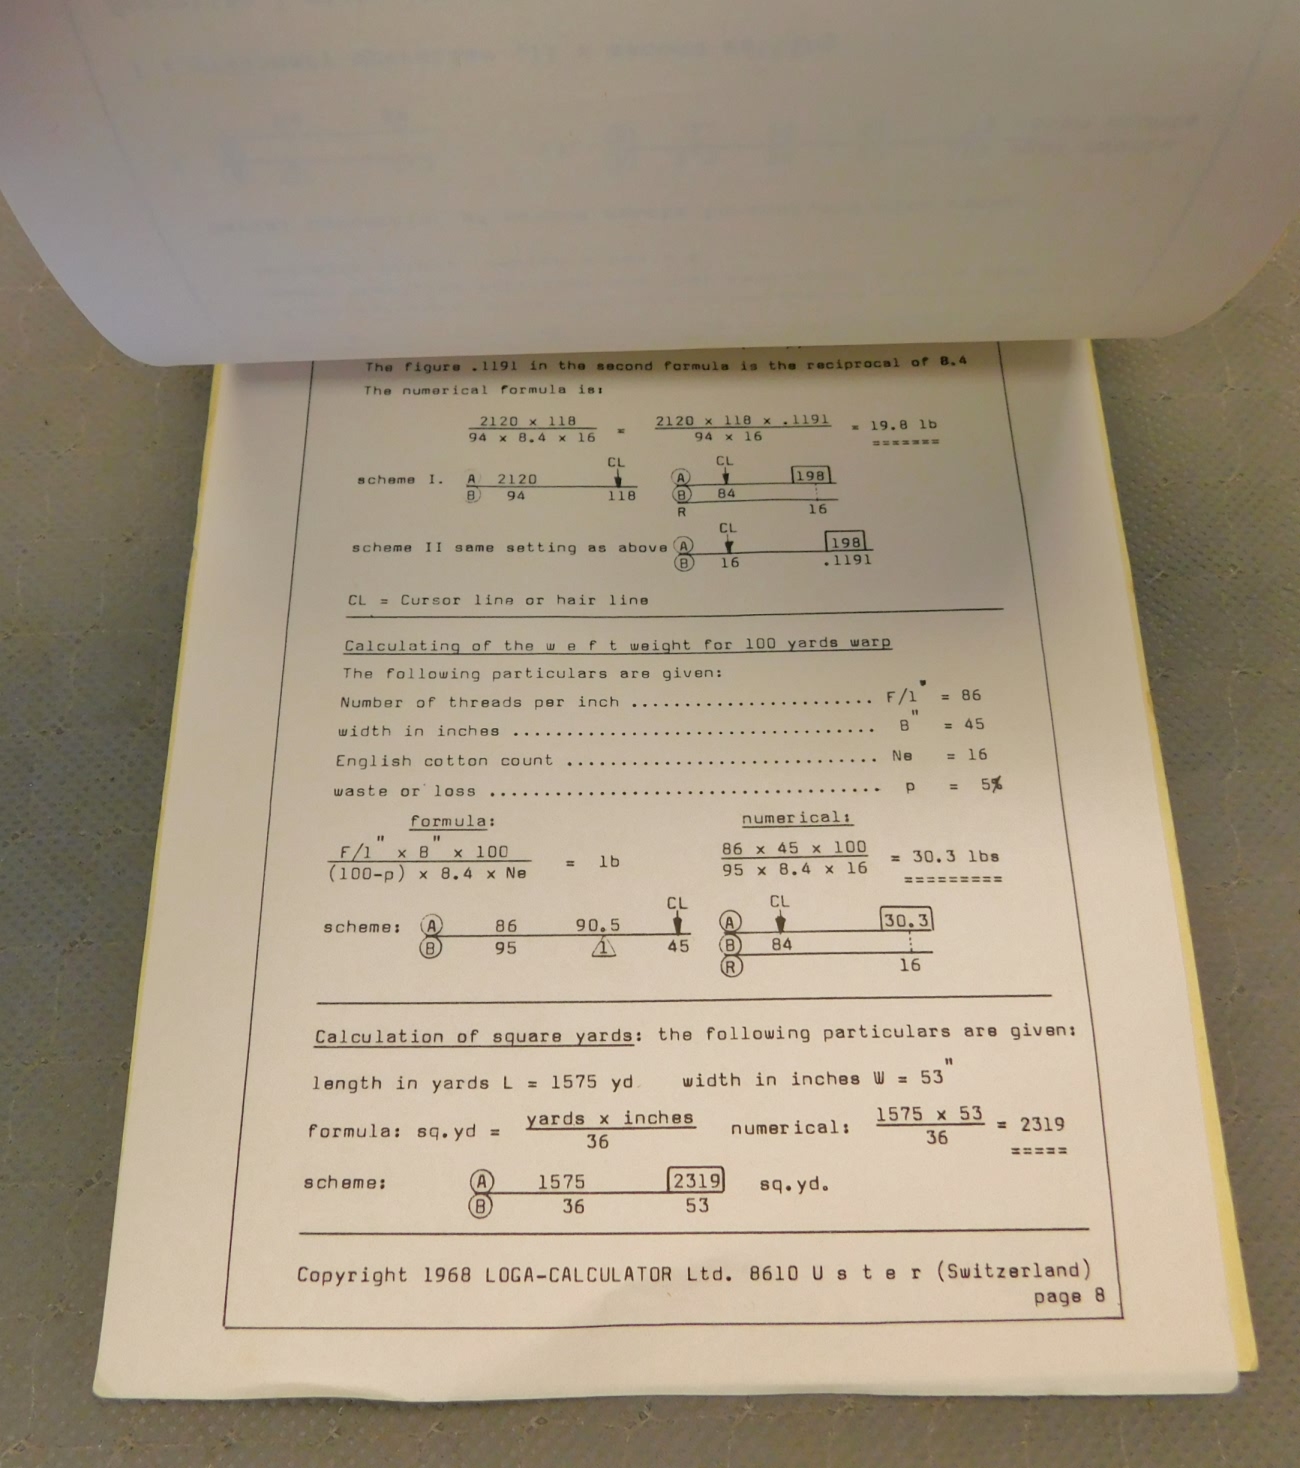 The figure .1191 in the second formula is the reciprocal of 8.4
The numerical formula is:
2120 x 118 / 94 x 8.4 x 16 = 2120 x 118 x .1191 / 94 x 16 = 19.8 lb
=======
CL CL
scheme I. A 2120 A 198
B 94 118 B 84
R 16
CL
scheme II same setting as above A 198
B 16 .1191
CL = Cursor line or hair line
Calculating of the w e f t weight for 100 yards warp
The following particulars are given:
Number of threads per inch ....................... F/1" = 86
width in inches .................................. B" = 45
English cotton count ............................. Ne = 16
waste or loss ..................................... p = 5%
formula: numerical:
F/1" x B" x 100 / (100-p) x 8.4 x Ne = lb 86 x 45 x 100 / 95 x 8.4 x 16 = 30.3 lbs
=========
CL CL
scheme: A 86 90.5 A 30.3
B 95 1 45 B 84
R 16
Calculation of square yards: the following particulars are given:
length in yards L = 1575 yd width in inches W = 53"
formula: sq.yd = yards x inches / 36 numerical: 1575 x 53 / 36 = 2319
=====
scheme: A 1575 2319 sq.yd.
B 36 53
Copyright 1968 LOGA-CALCULATOR Ltd. 8610 U s t e r (Switzerland)
page 8